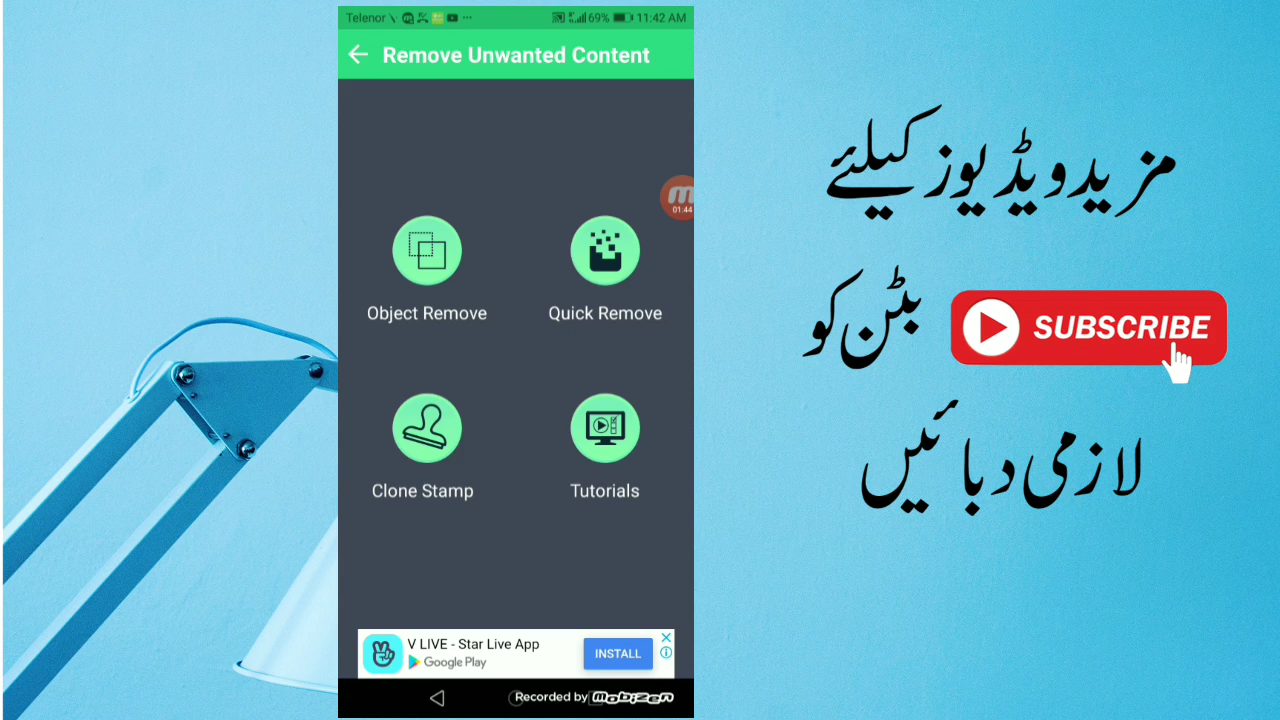 Telenor
69% 11:42 AM
Remove Unwanted Content
01:44
Object Remove
Quick Remove
Clone Stamp
Tutorials
V LIVE - Star Live App
Google Play
INSTALL
Recorded by Mobizen
مزید ویڈیوز کیلئے
SUBSCRIBE بٹن کو
لازمی دبائیں